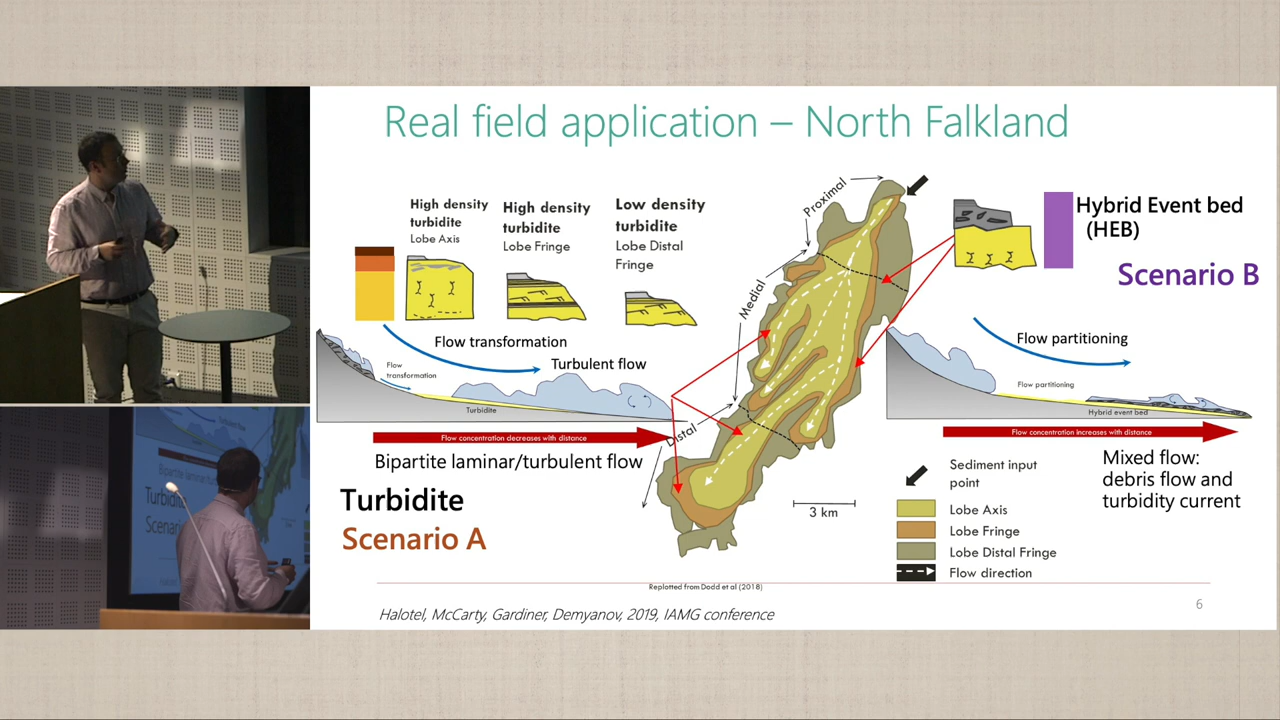 Real field application – North Falkland
High density
turbidite
Lobe Axis
High density
turbidite
Lobe Fringe
Low density
turbidite
Lobe Distal
Fringe
Proximal
Medial
Distal
Hybrid Event bed
(HEB)
Scenario B
Flow transformation
Turbulent flow
Flow
transformation
Turbidite
Flow concentration decreases with distance
Bipartite laminar/turbulent flow
Turbidite
Scenario A
Flow partitioning
Flow partitioning
Hybrid event bed
Flow concentration increases with distance
Mixed flow:
debris flow and
turbidity current
3 km
Sediment input
point
Lobe Axis
Lobe Fringe
Lobe Distal Fringe
Flow direction
Replotted from Dodd et al (2018)
Halotel, McCarty, Gardiner, Demyanov, 2019, IAMG conference
6